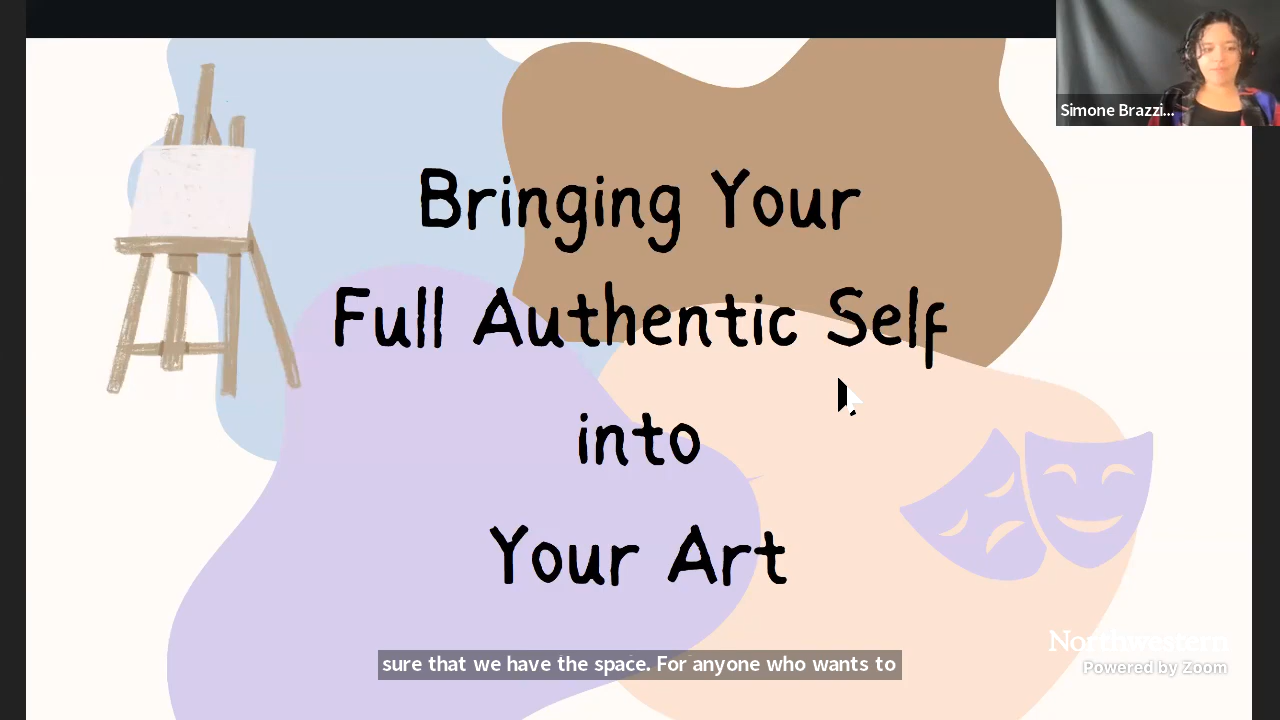 Simone Brazzi...
Bringing Your
Full Authentic Self
into
Your Art
Northwestern
Powered by Zoom
sure that we have the space. For anyone who wants to